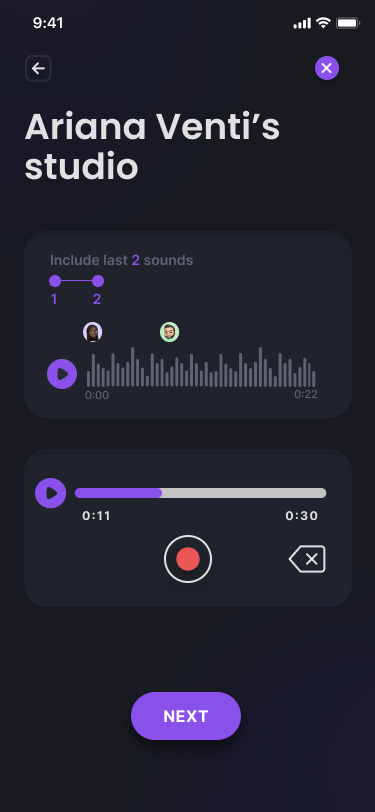 9:41
Ariana Venti’s
studio
Include last 2 sounds
1 2
0:00 0:22
0:11 0:30
NEXT